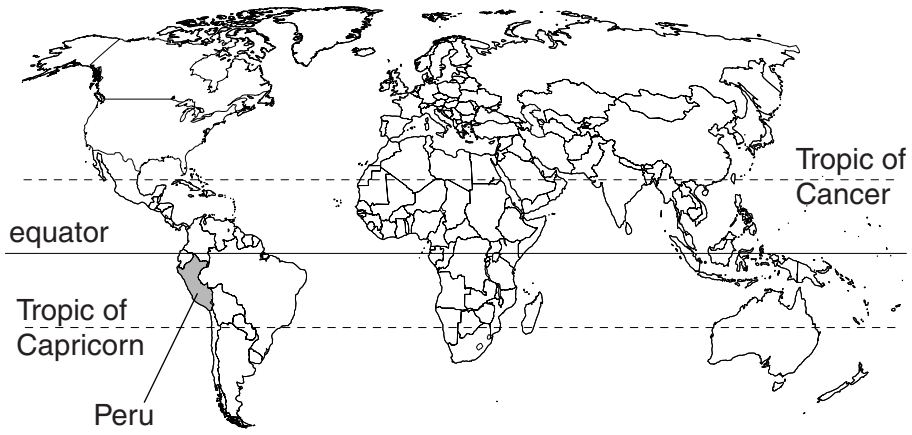 Tropic of
Cancer
equator
Tropic of
Capricorn
Peru